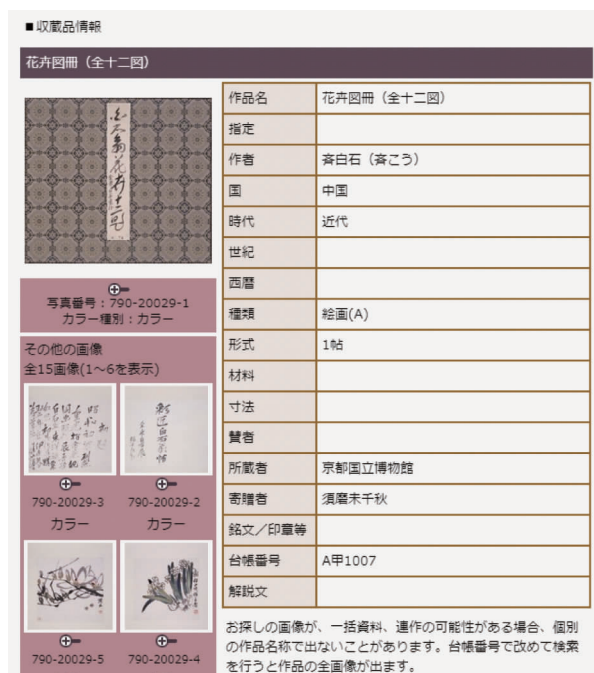 ■収蔵品情報
花卉図冊（全十二図）
写真番号：790-20029-1
カラー種別：カラー
その他の画像
全15画像(1～6を表示)
790-20029-3
790-20029-2
カラー
カラー
790-20029-5
790-20029-4
作品名 花卉図冊（全十二図）
指定
作者 斉白石（斉こう）
国 中国
時代 近代
世紀
西暦
種類 絵画(A)
形式 1帖
材料
寸法
賛者
所蔵者 京都国立博物館
寄贈者 須磨未千秋
銘文／印章等
台帳番号 A甲1007
解説文
お探しの画像が、一括資料、連作の可能性がある場合、個別
の作品名称で出ないことがあります。台帳番号で改めて検索
を行うと作品の全画像が出ます。